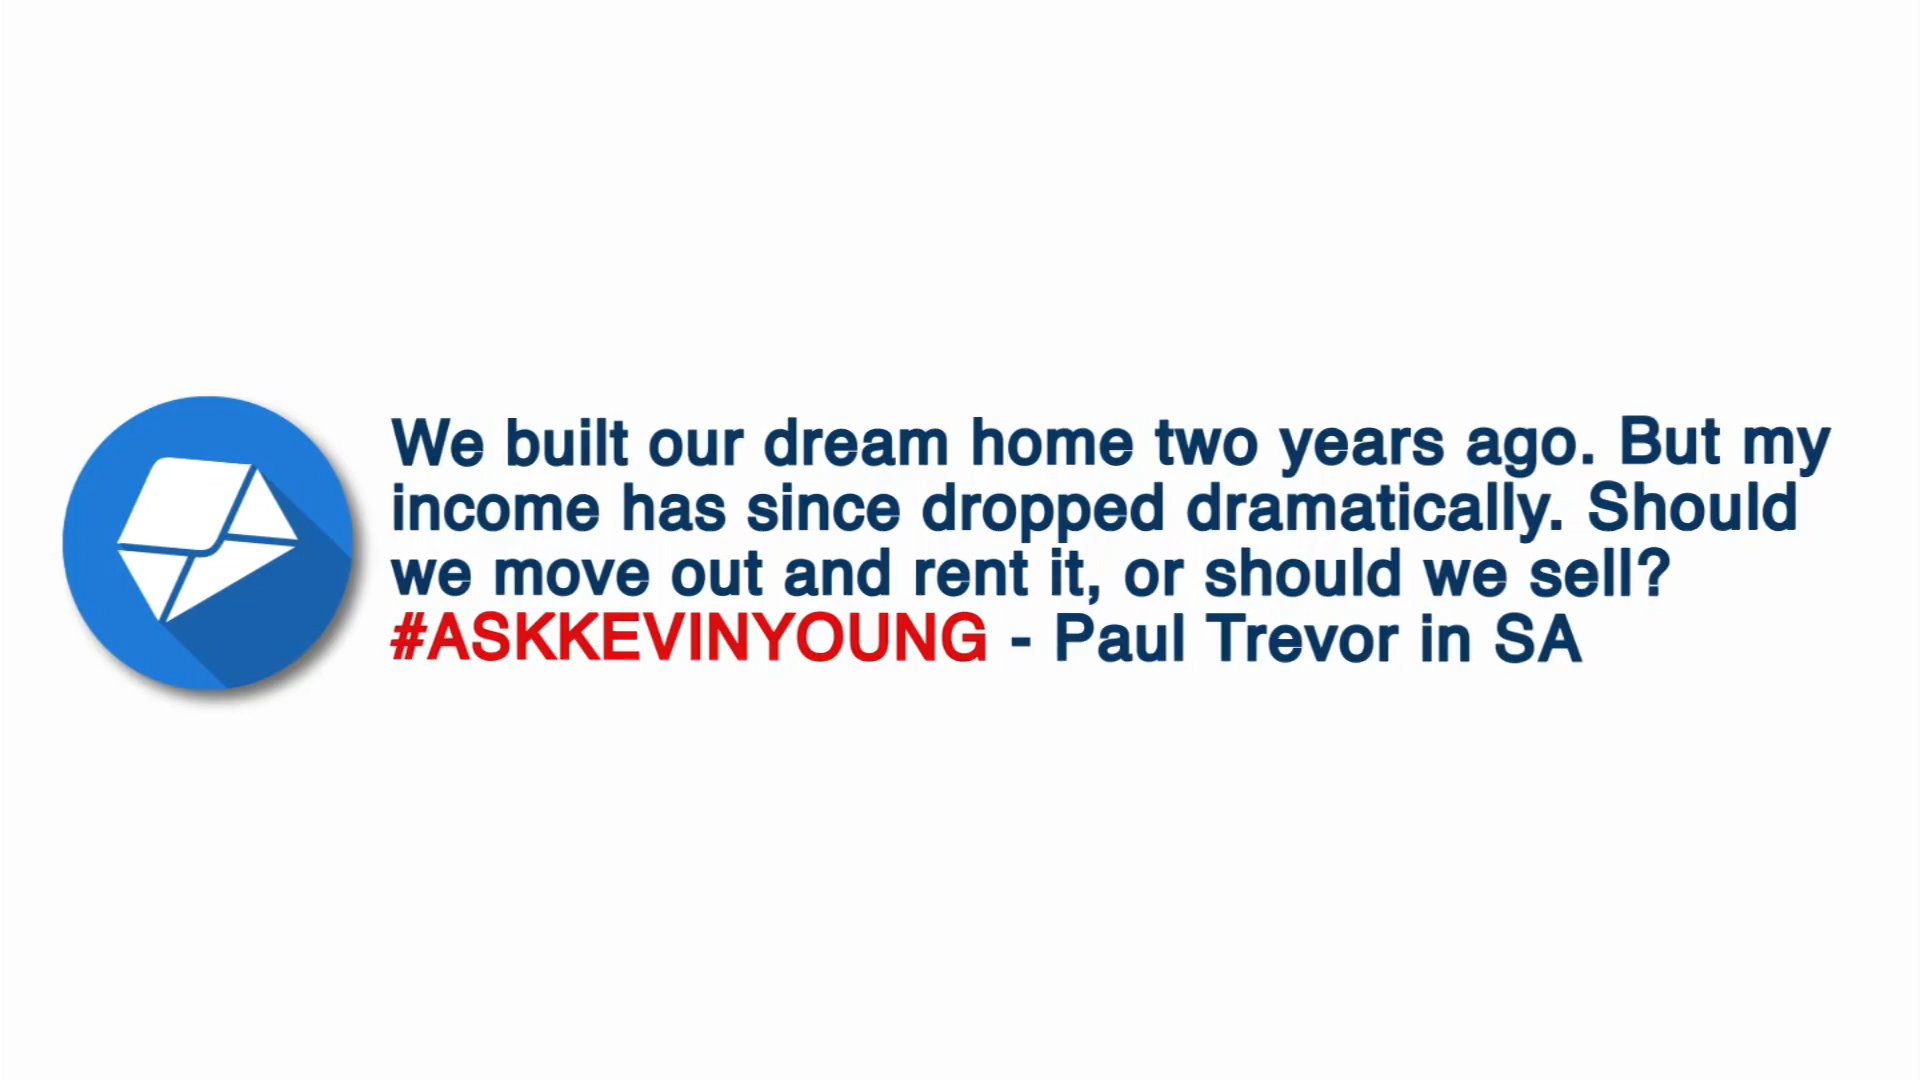 We built our dream home two years ago. But my
income has since dropped dramatically. Should
we move out and rent it, or should we sell?
#ASKKEVINYOUNG - Paul Trevor in SA